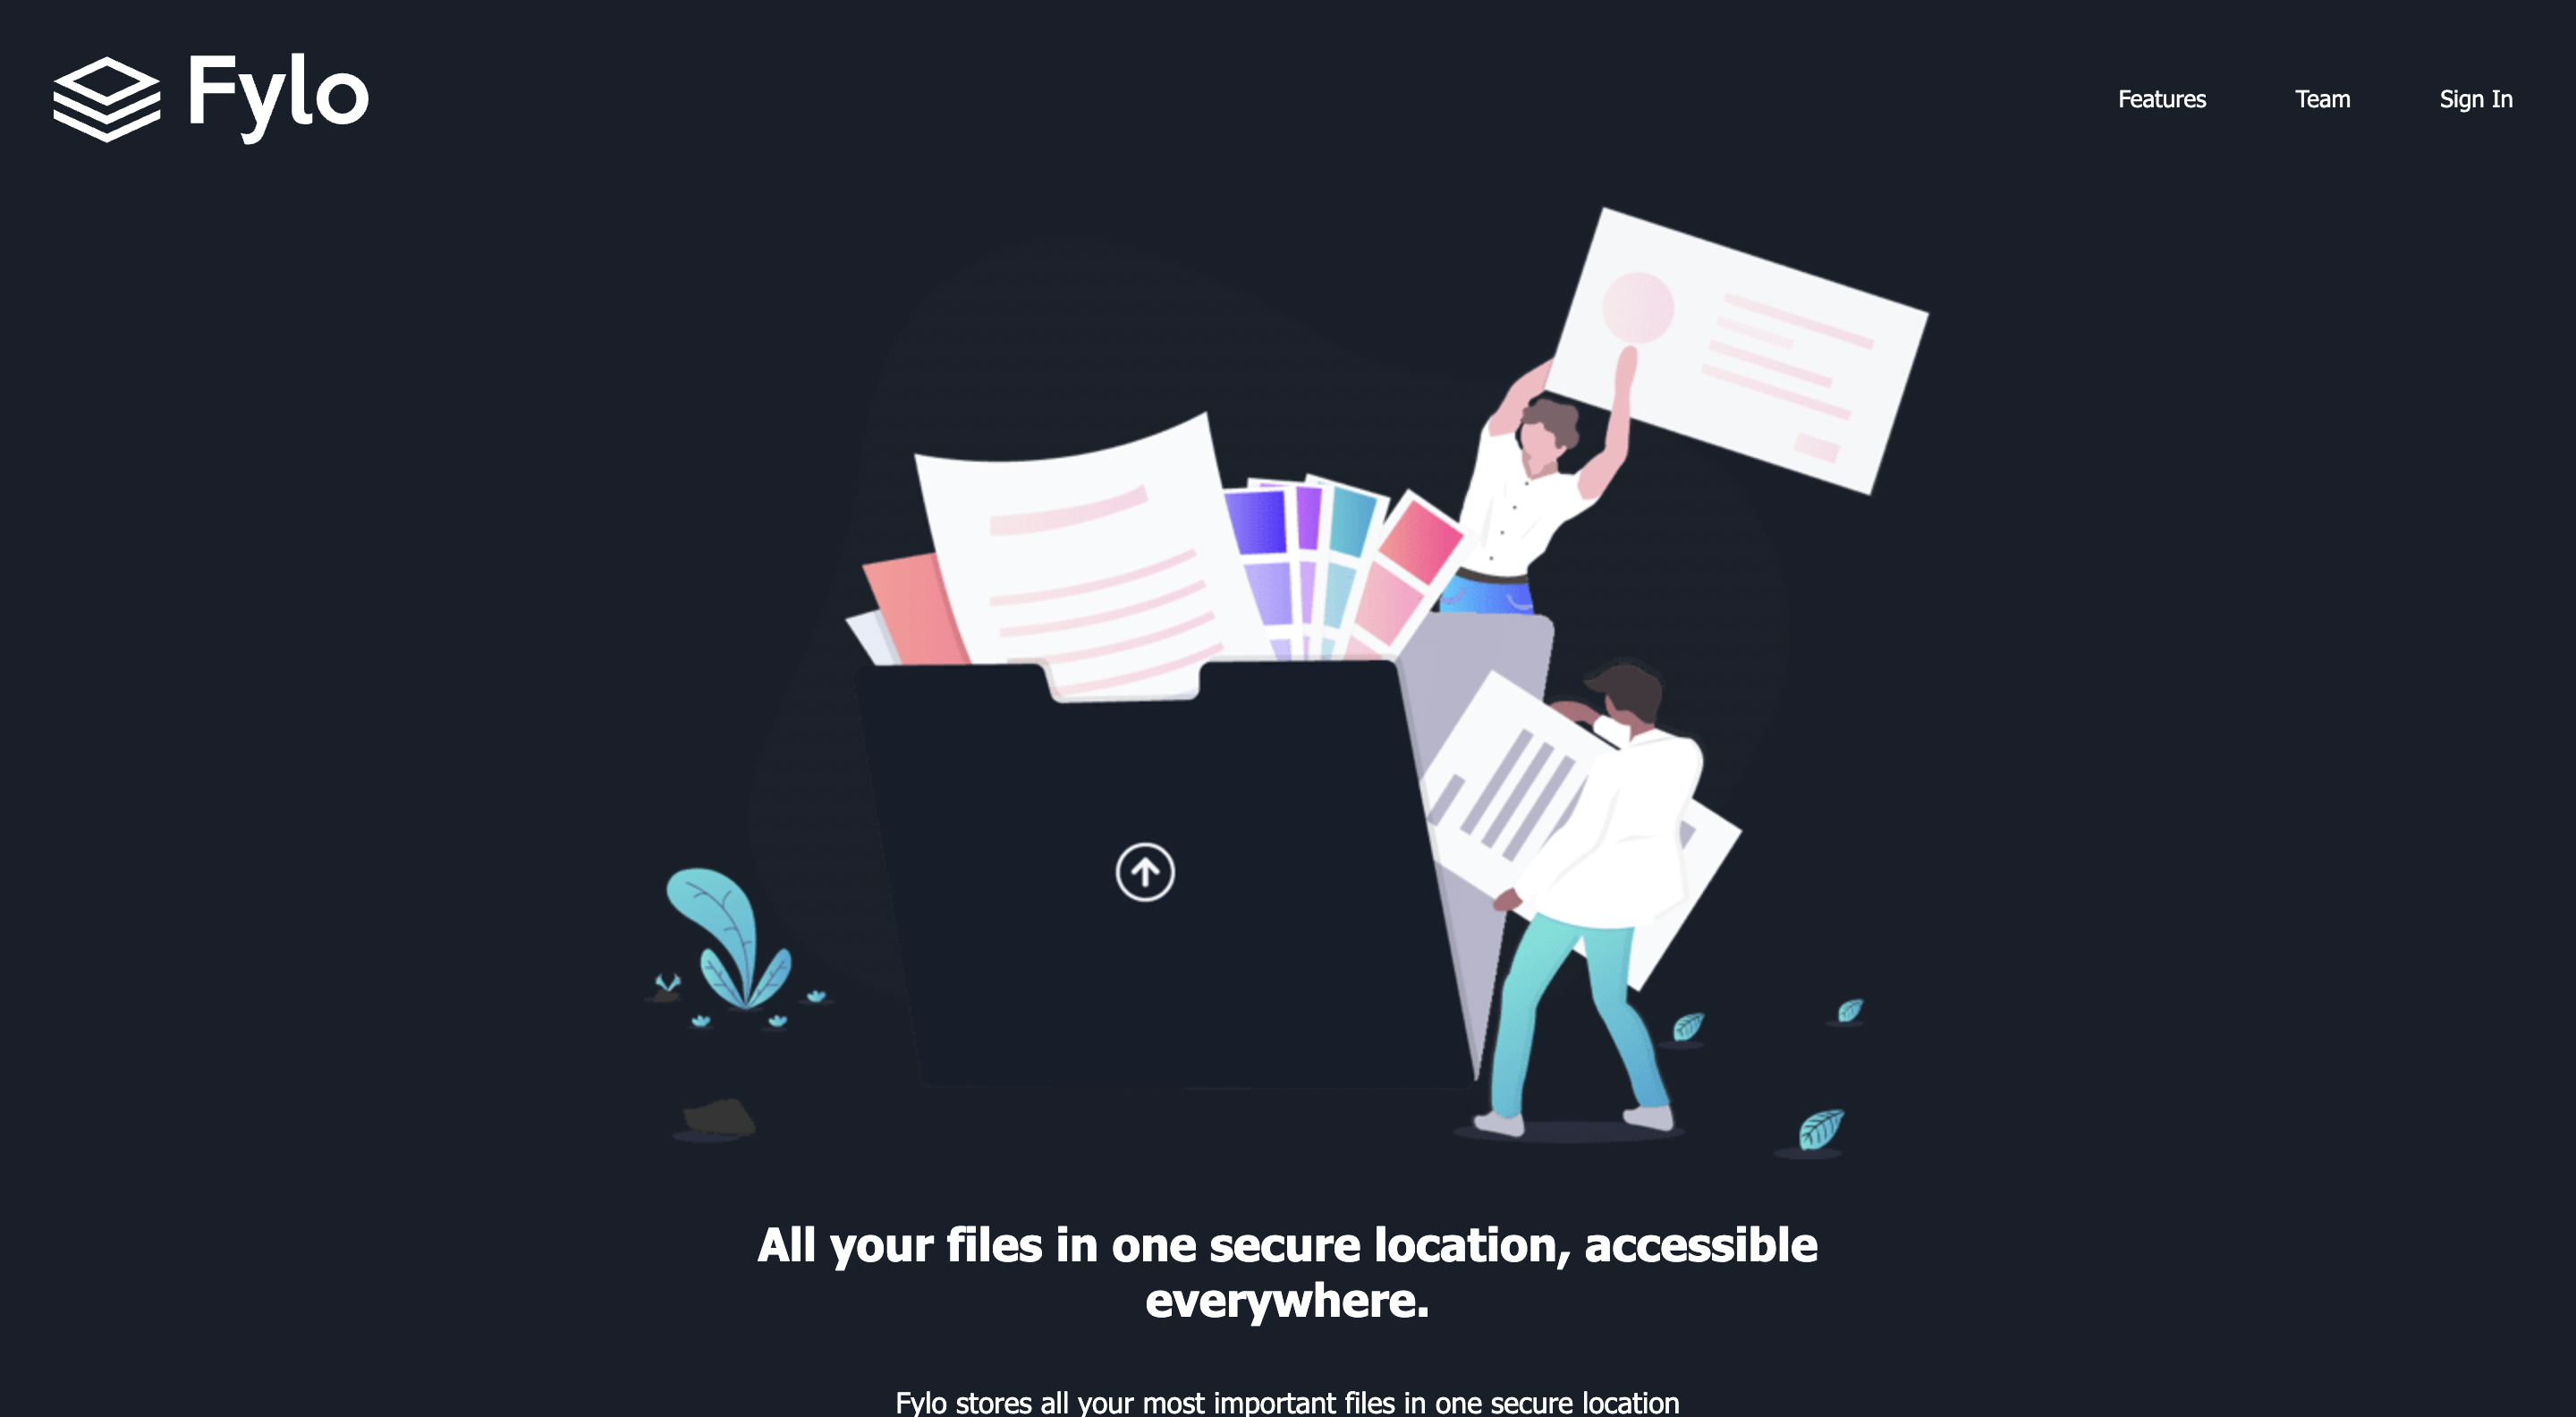 Fylo
Features
Team
Sign In
All your files in one secure location, accessible
everywhere.
Fylo stores all your most important files in one secure location